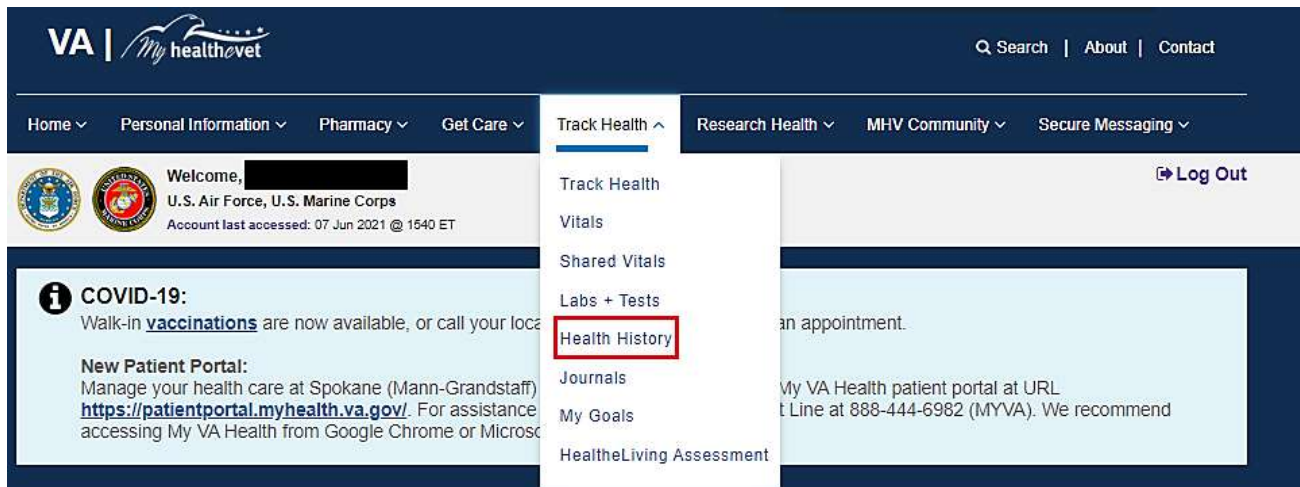 VA | My healthevet
Search | About | Contact
Home Personal Information Pharmacy Get Care Track Health Research Health MHV Community Secure Messaging
Welcome,
U.S. Air Force, U.S. Marine Corps
Account last accessed: 07 Jun 2021 @ 1540 ET
Log Out
Track Health
Vitals
Shared Vitals
Labs + Tests
Health History
Journals
My Goals
HealtheLiving Assessment
COVID-19:
Walk-in vaccinations are now available, or call your loca an appointment.
New Patient Portal:
Manage your health care at Spokane (Mann-Grandstaff) My VA Health patient portal at URL
https://patientportal.myhealth.va.gov/. For assistance t Line at 888-444-6982 (MYVA). We recommend
accessing My VA Health from Google Chrome or Microso